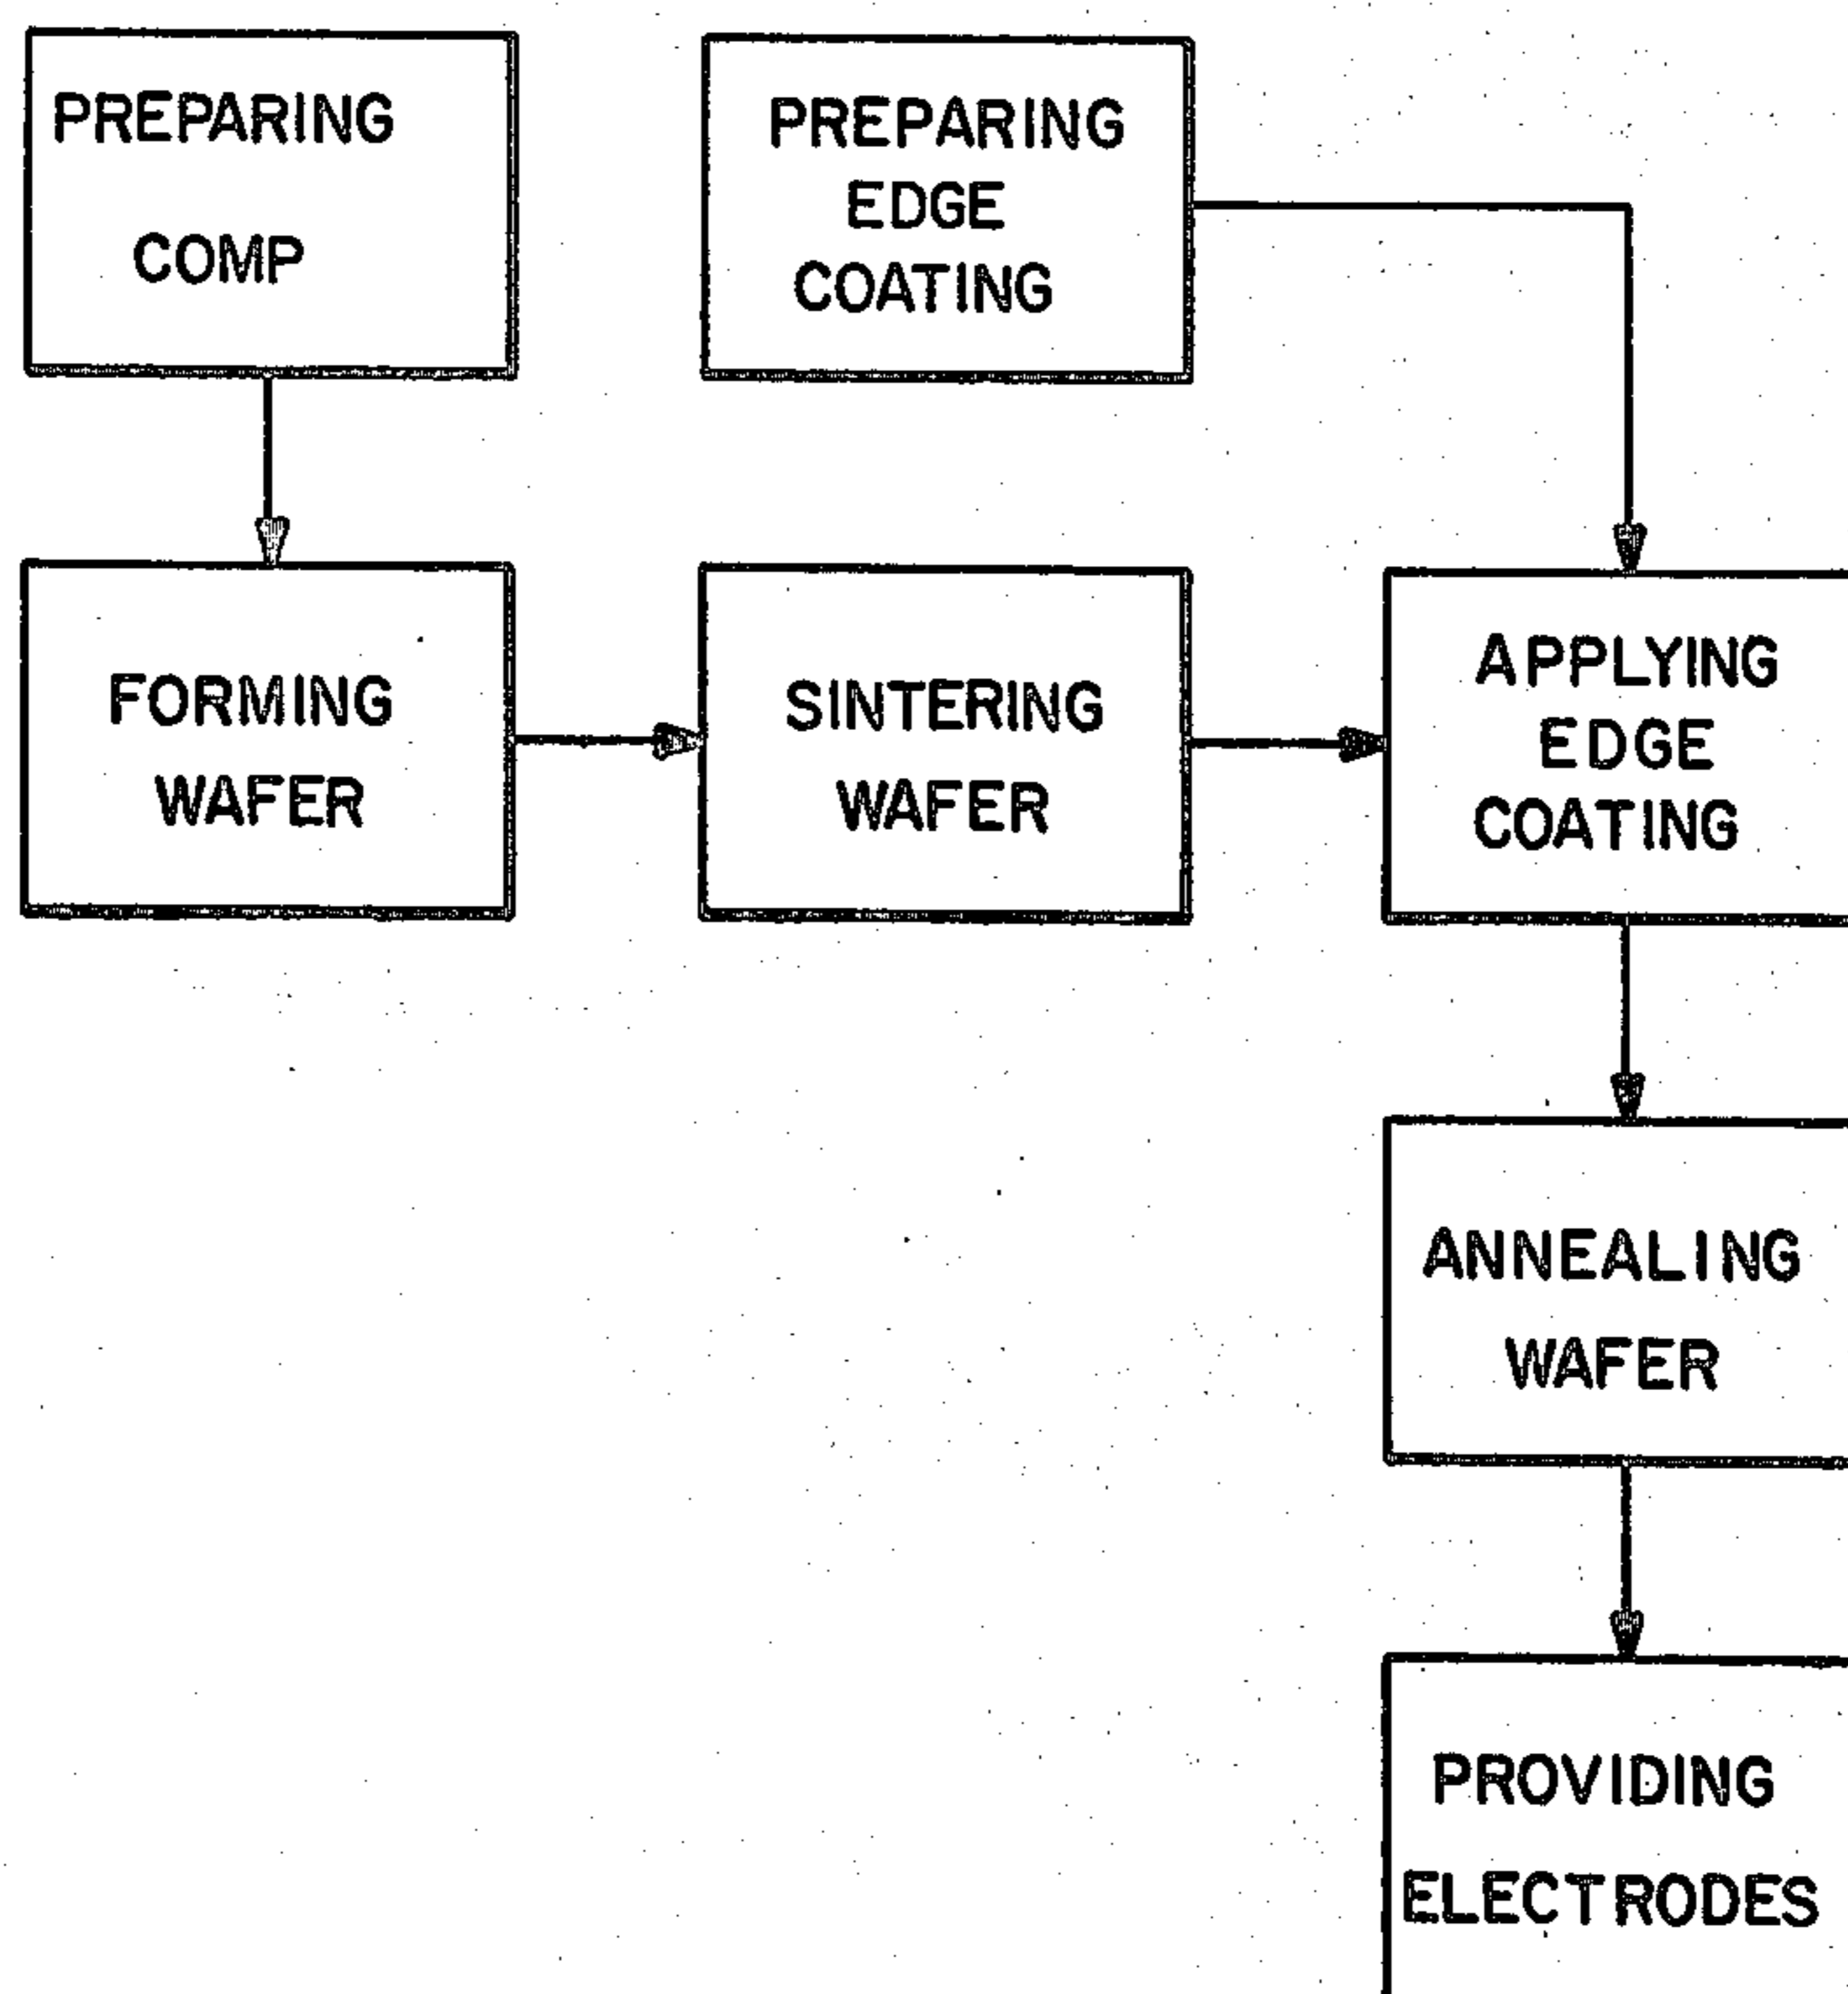 PREPARING
COMP
PREPARING
EDGE
COATING
FORMING
WAFER
SINTERING
WAFER
APPLYING
EDGE
COATING
ANNEALING
WAFER
PROVIDING
ELECTRODES